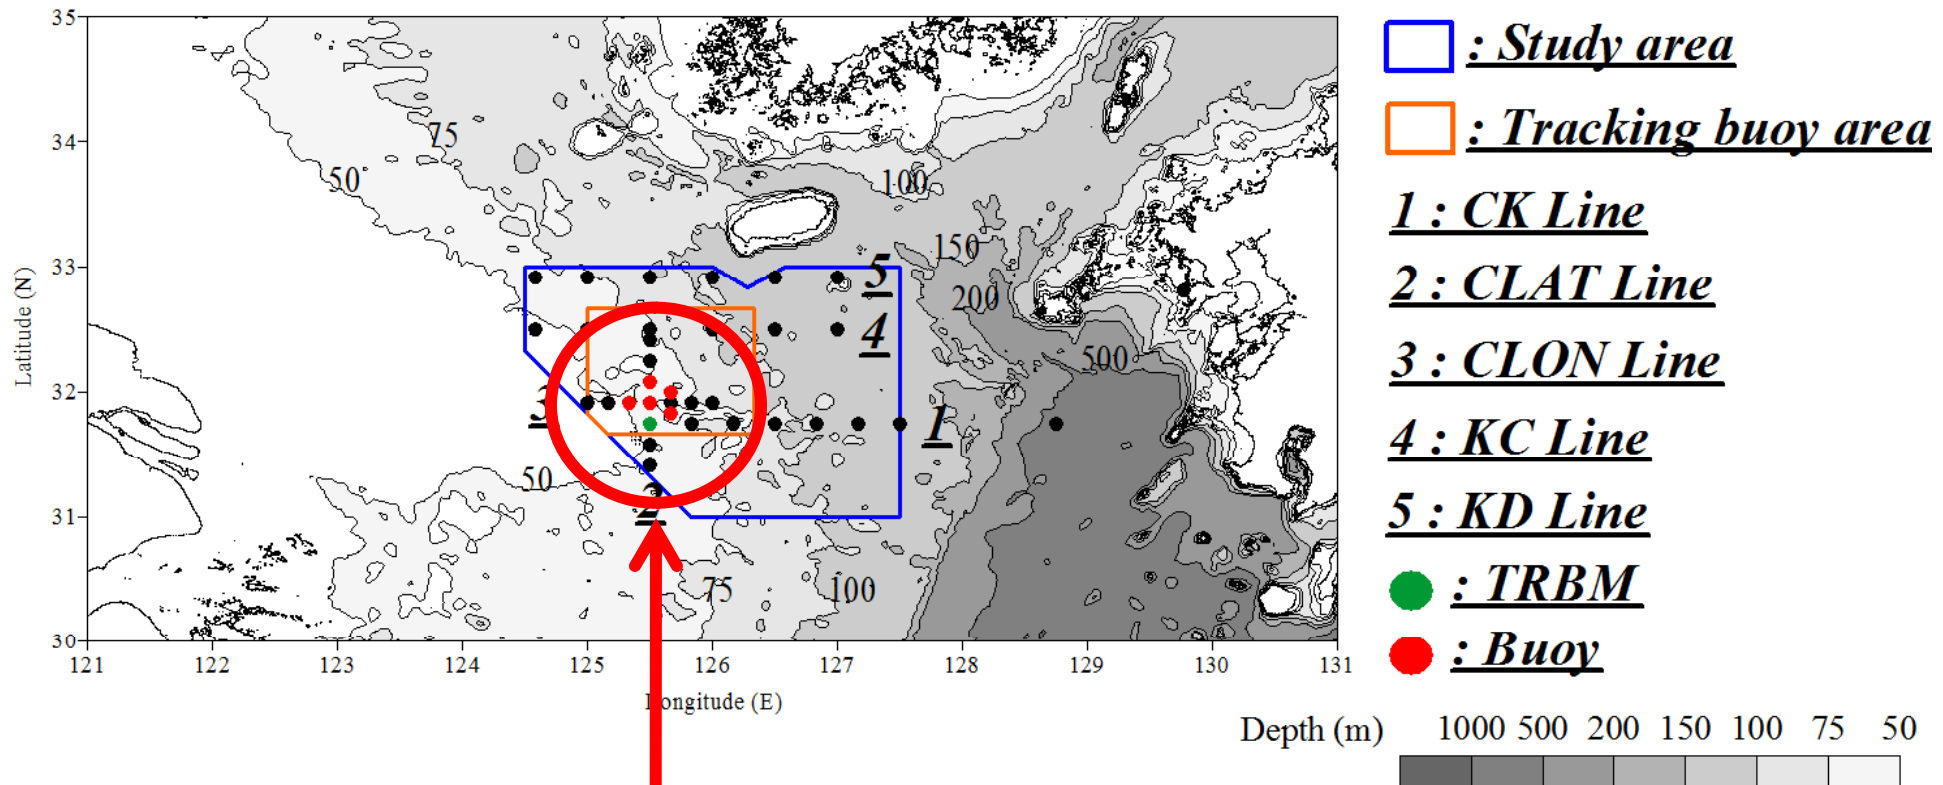 35
34
33
32
31
30
Latitude (N)
121 122 123 124 125 126 127 128 129 130 131
Longitude (E)
75
50
100
150
200
500
50
75
100
5
4
3
1
2
: Study area
: Tracking buoy area
1 : CK Line
2 : CLAT Line
3 : CLON Line
4 : KC Line
5 : KD Line
: TRBM
: Buoy
Depth (m) 1000 500 200 150 100 75 50